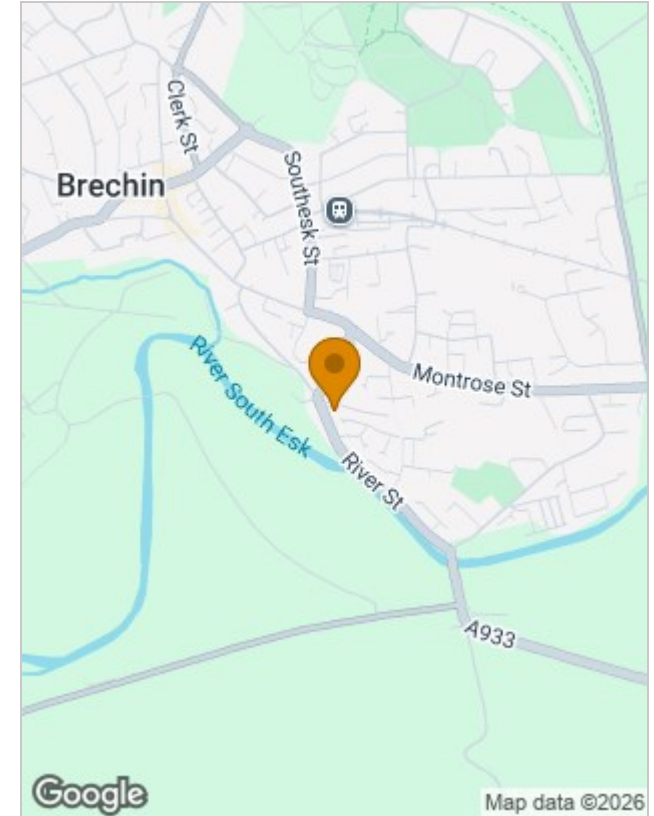 Clerk St
Brechin
Southesk St
River South Esk
Montrose St
River St
A933
Google
Map data ©2026